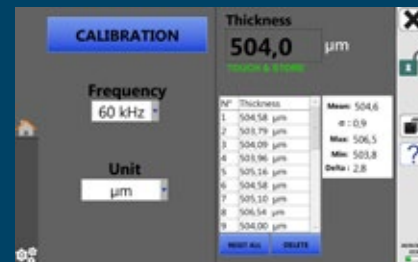 CALIBRATION
Frequency
60 kHz
Unit
µm
Thickness
504,0 µm
TOUCH & STORE
N° Thickness
1 504,58 µm
2 503,79 µm
3 504,09 µm
4 503,96 µm
5 505,16 µm
6 504,58 µm
7 505,10 µm
8 506,54 µm
9 504,00 µm
RESET ALL DELETE
Mean: 504,6
σ : 0,9
Max: 506,5
Min: 503,8
Delta : 2,8